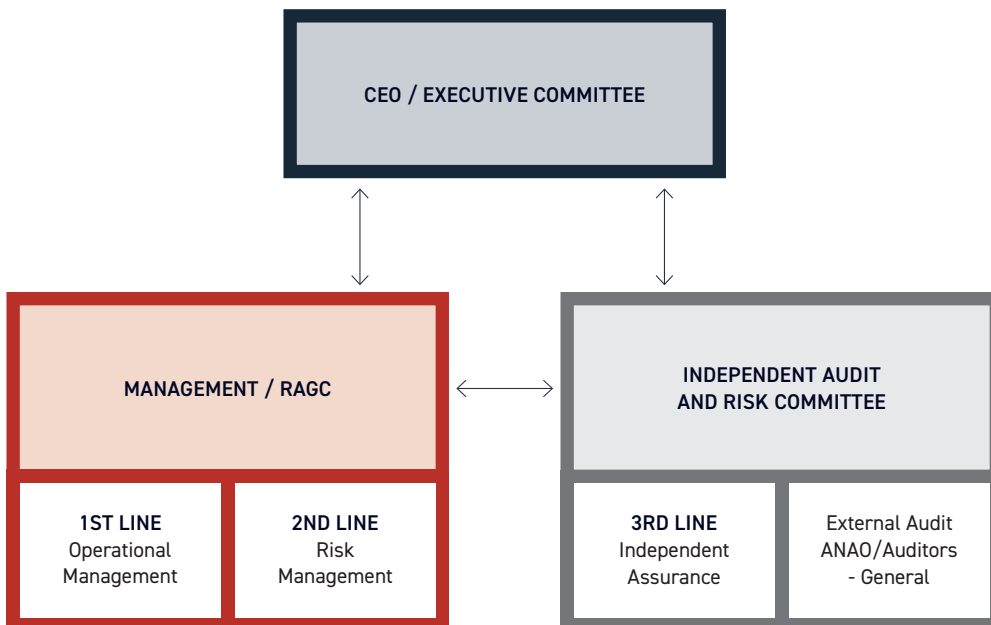 CEO / EXECUTIVE COMMITTEE
MANAGEMENT / RAGC
INDEPENDENT AUDIT
AND RISK COMMITTEE
1ST LINE
Operational
Management
2ND LINE
Risk
Management
3RD LINE
Independent
Assurance
External Audit
ANAO/Auditors
- General